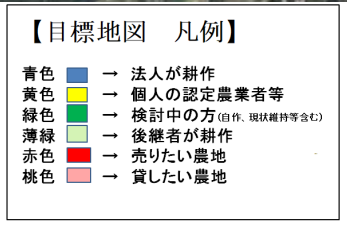 【目標地図　凡例】
青色 → 法人が耕作
黄色 → 個人の認定農業者等
緑色 → 検討中の方(自作、現状維持等含む)
薄緑 → 後継者が耕作
赤色 → 売りたい農地
桃色 → 貸したい農地